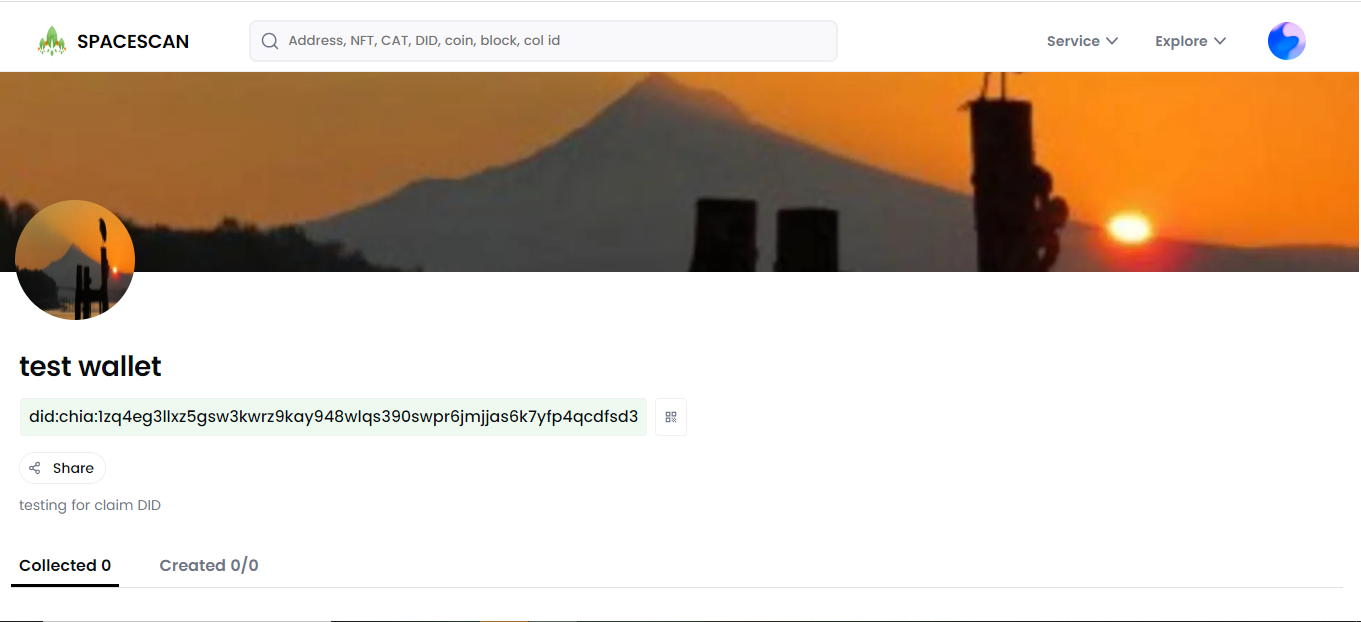 SPACESCAN
Address, NFT, CAT, DID, coin, block, col id
Service
Explore
test wallet
did:chia:1zq4eg3llxz5gsw3kwrz9kay948wlqs390swpr6jmjjas6k7yfp4qcdfsd3
Share
testing for claim DID
Collected 0
Created 0/0